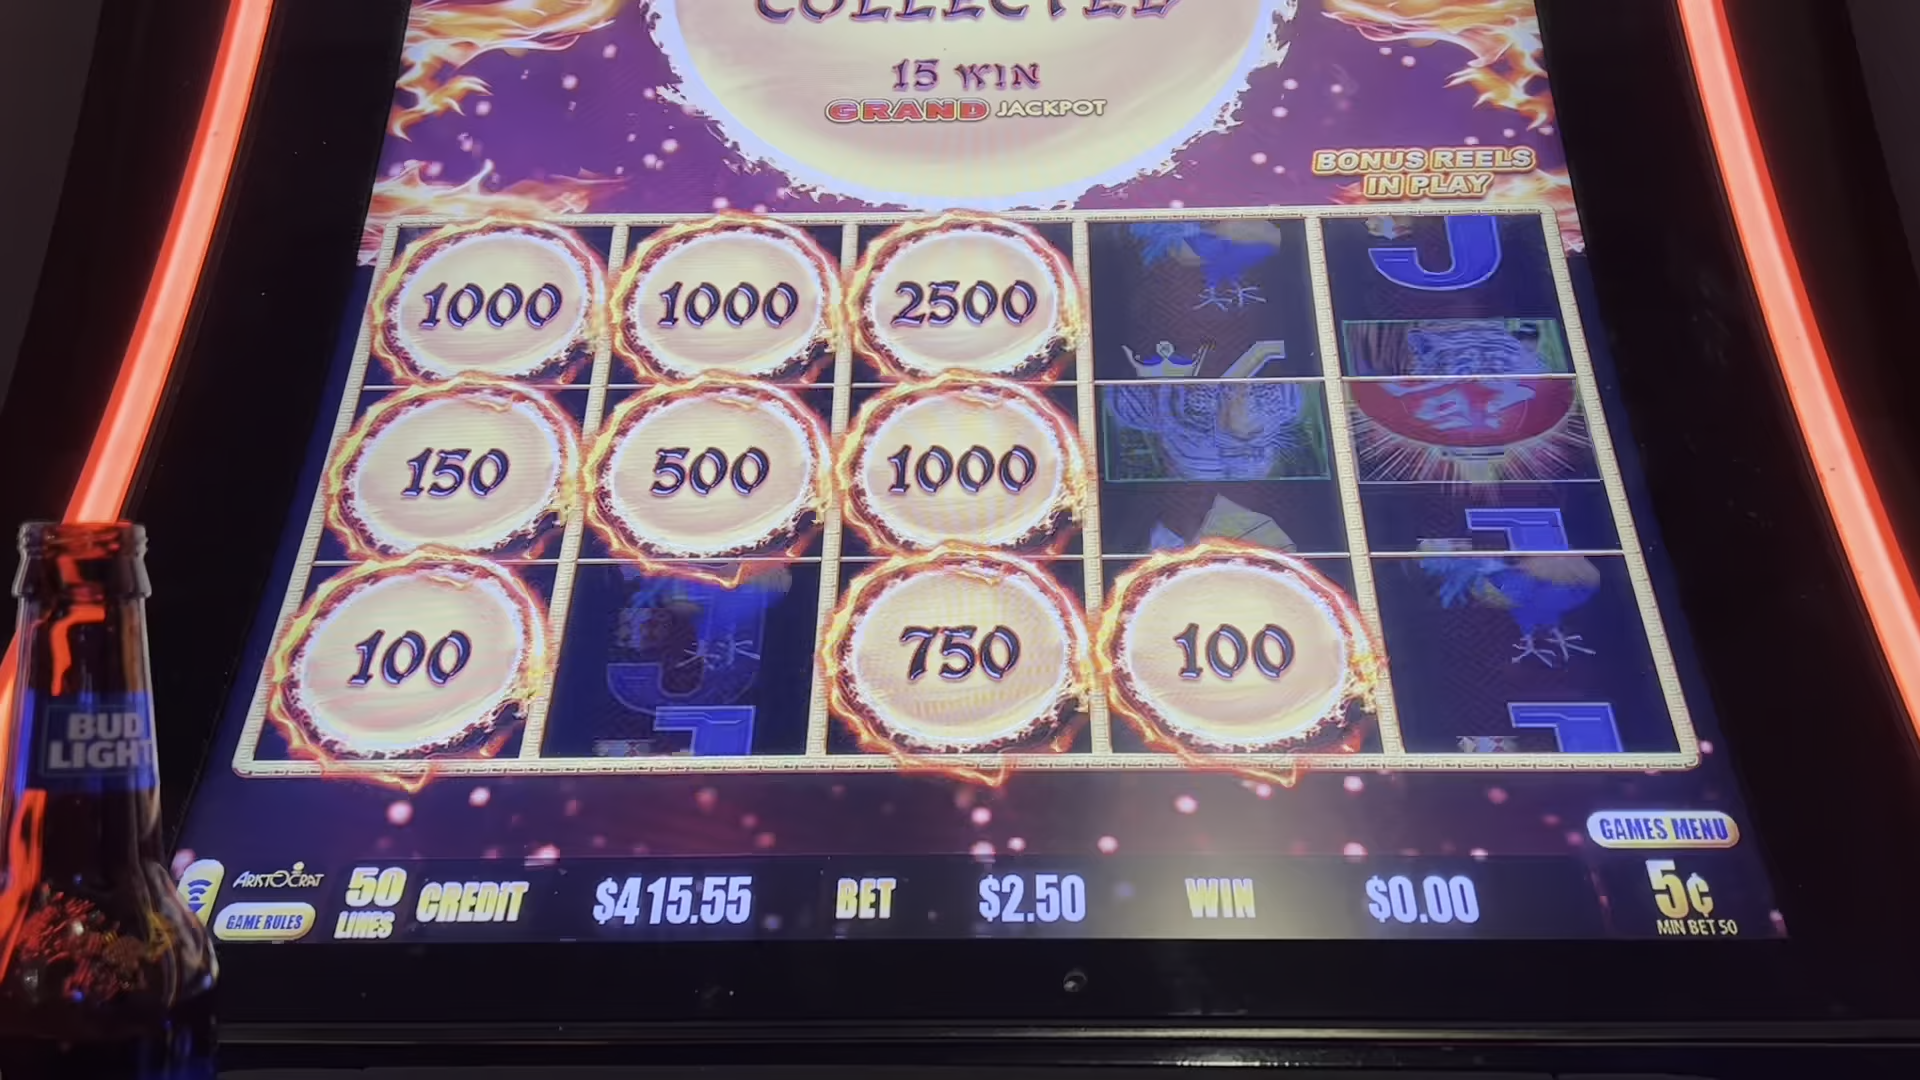 COLLECTED
15 WIN
GRAND JACKPOT
BONUS REELS
IN PLAY
1000 1000 2500
J
150 500 1000
100 750 100
J
BUD
LIGHT
GAMES MENU
ARISTOCRAT
GAME RULES
50
LINES
CREDIT $415.55 BET $2.50 WIN $0.00
5¢
MIN BET 50